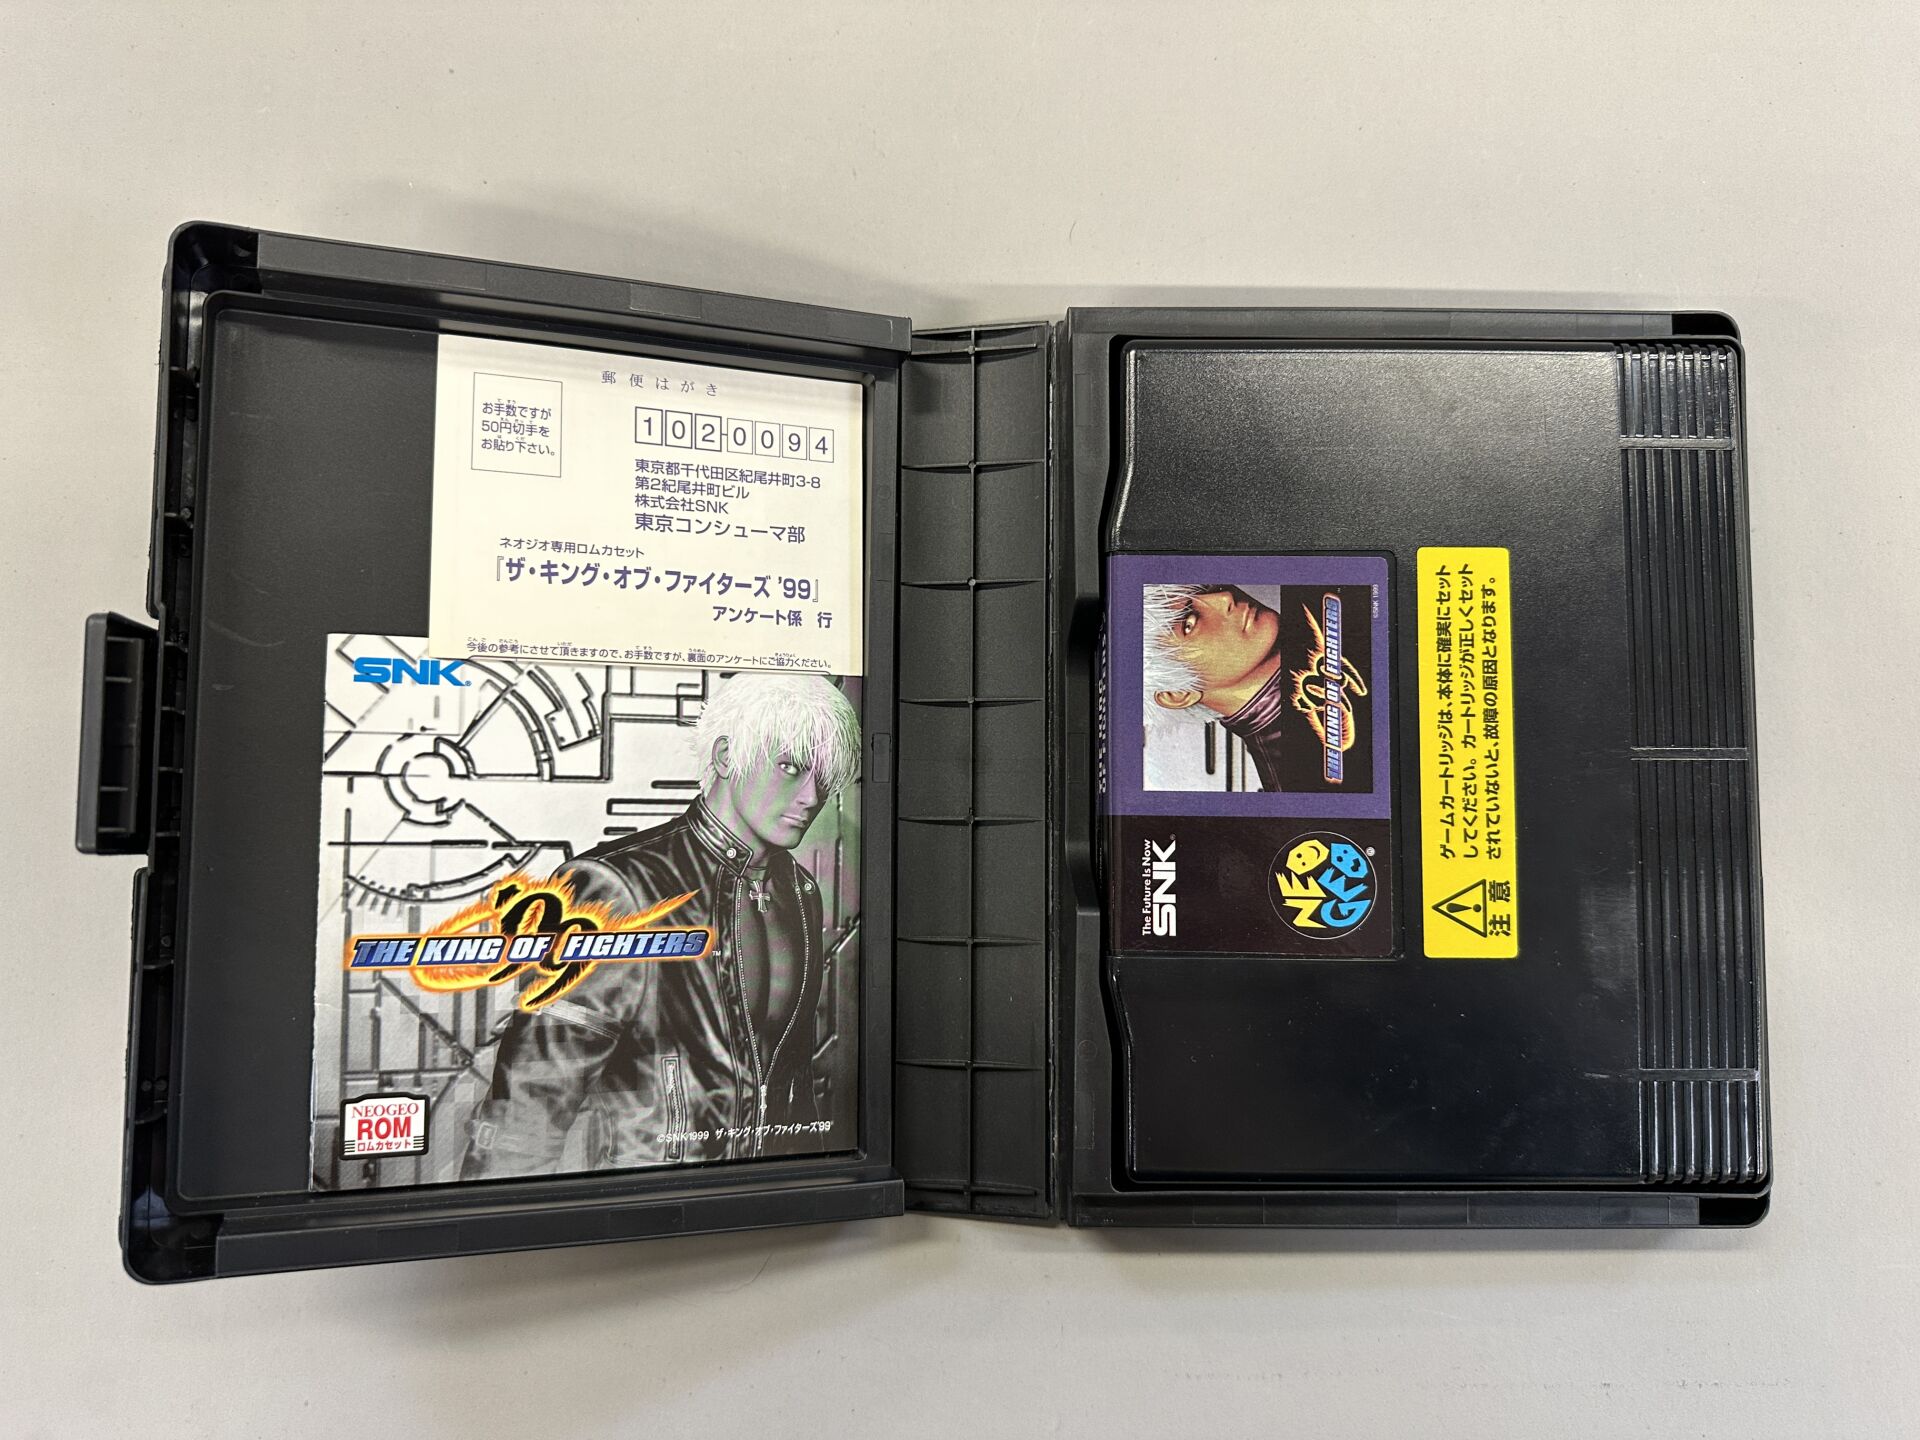 郵便はがき
お手数ですが
50円切手を
お貼り下さい。
102-0094
東京都千代田区紀尾井町3-8
第2紀尾井町ビル
株式会社SNK
東京コンシューマ部
ネオジオ専用ロムカセット
『ザ・キング・オブ・ファイターズ '99』
アンケート係 行
今後の参考にさせて頂きますので、お手数ですが、裏面のアンケートにご協力ください。
SNK®
'99
THE KING OF FIGHTERS™
NEOGEO
ROM
ロムカセット
©SNK1999 ザ・キング・オブ・ファイターズ'99
'99
THE KING OF FIGHTERS
©SNK 1999
The Future Is Now
SNK®
NEO
GEO
注意
ゲームカートリッジは、本体に確実にセット
してください。カートリッジが正しくセット
されていないと、故障の原因となります。